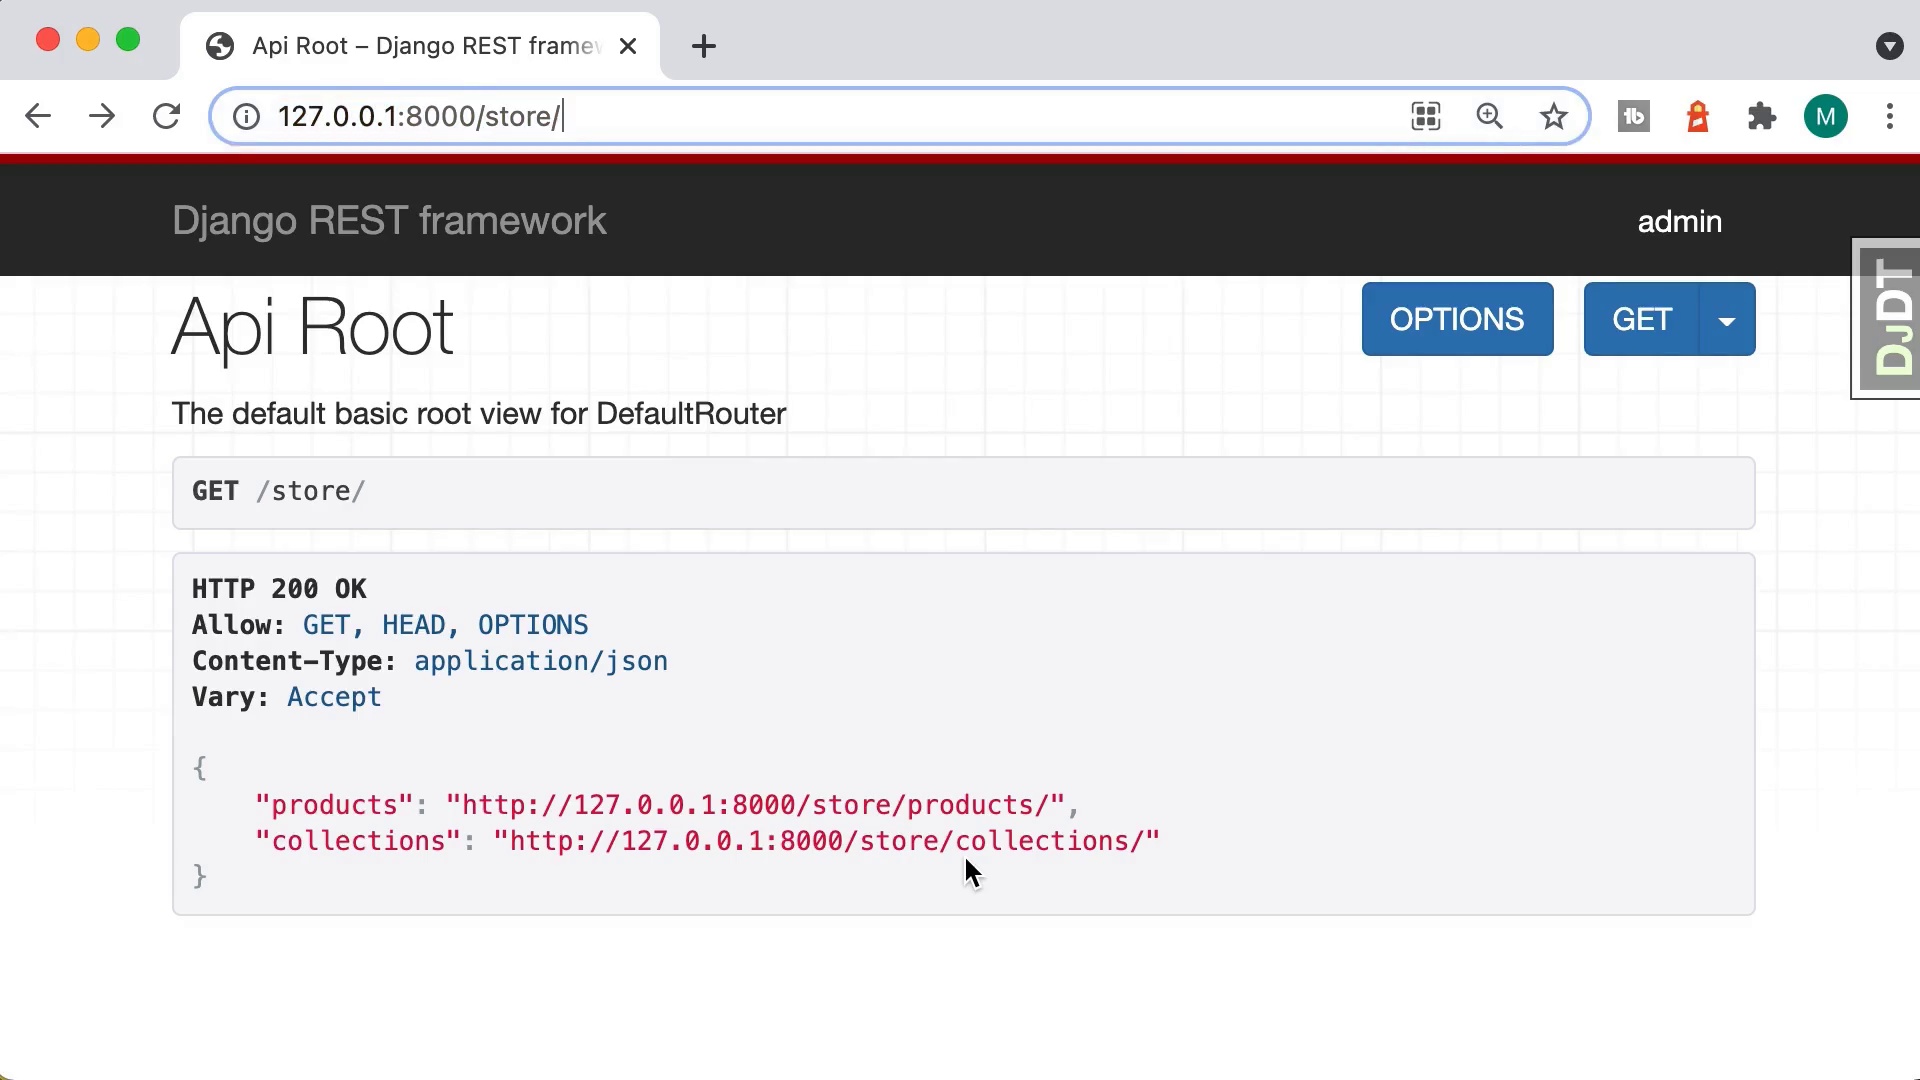 Api Root – Django REST framew
127.0.0.1:8000/store/
M
Django REST framework
admin
DJDT
Api Root
OPTIONS
GET
The default basic root view for DefaultRouter
GET /store/
HTTP 200 OK
Allow: GET, HEAD, OPTIONS
Content-Type: application/json
Vary: Accept
{
"products": "http://127.0.0.1:8000/store/products/",
"collections": "http://127.0.0.1:8000/store/collections/"
}